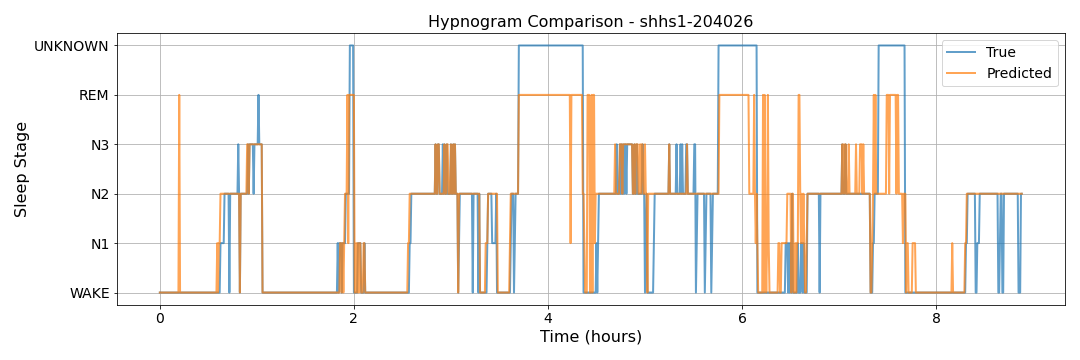 Hypnogram Comparison - shhs1-204026
UNKNOWN
REM
N3
N2
N1
WAKE
Sleep Stage
True
Predicted
0 2 4 6 8
Time (hours)